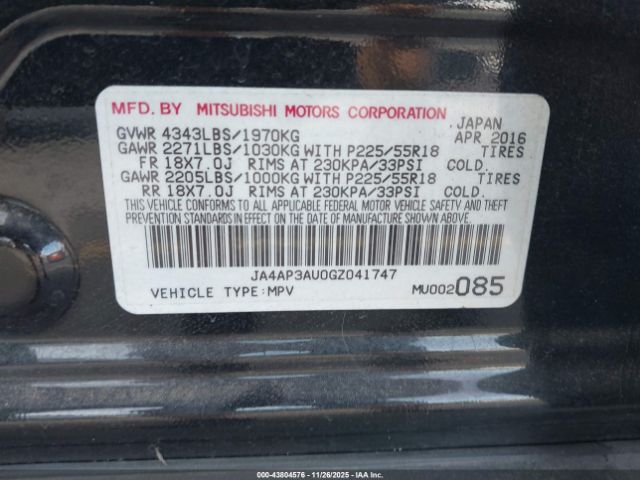 MFD. BY MITSUBISHI MOTORS CORPORATION
JAPAN
GVWR 4343LBS/1970KG APR 2016
GAWR 2271LBS/1030KG WITH P225/55R18 TIRES
FR 18X7.0J RIMS AT 230KPA/33PSI COLD.
GAWR 2205LBS/1000KG WITH P225/55R18 TIRES
RR 18X7.0J RIMS AT 230KPA/33PSI COLD.
THIS VEHICLE CONFORMS TO ALL APPLICABLE FEDERAL MOTOR VEHICLE SAFETY AND THEFT
PREVENTION STANDARDS IN EFFECT ON THE DATE OF MANUFACTURE SHOWN ABOVE.
JA4AP3AU0GZ041747
VEHICLE TYPE:MPV MU002085
000-43804576 | 11/26/2025 | IAAI.COM